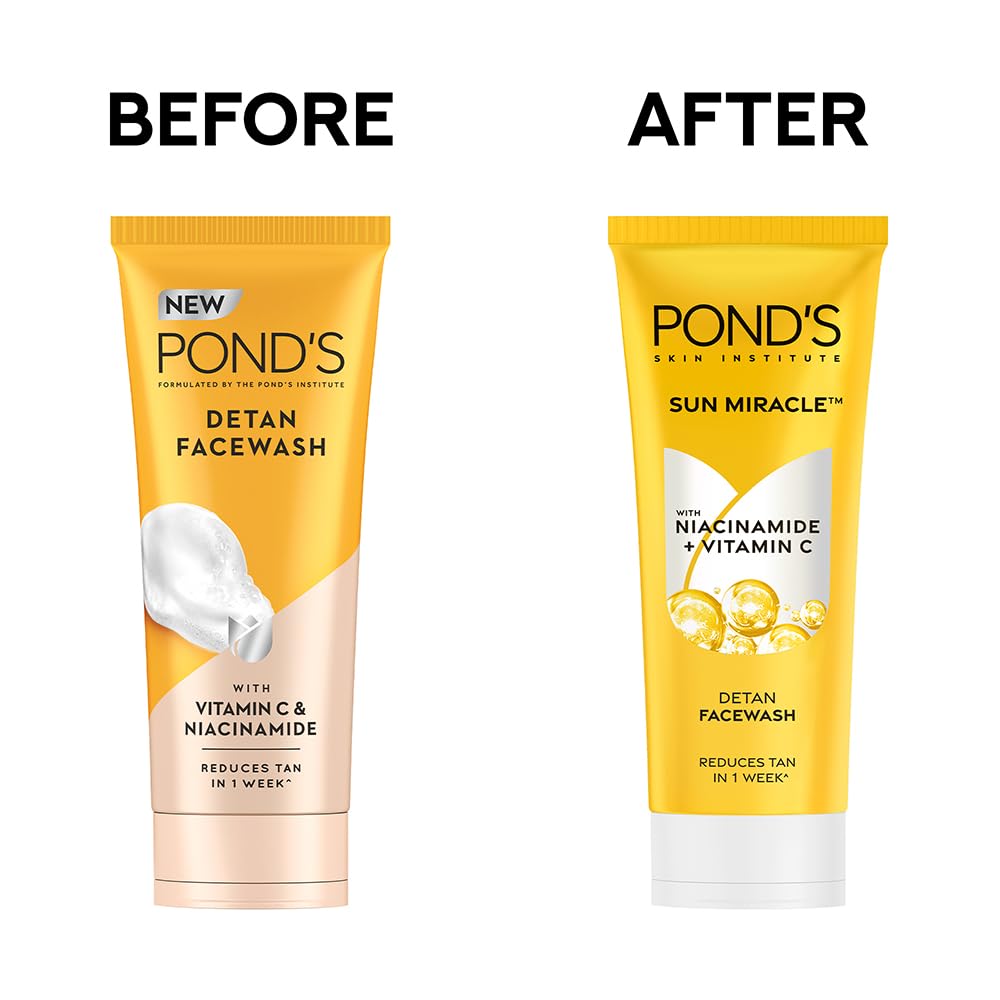 BEFORE
NEW
POND'S
FORMULATED BY THE POND'S INSTITUTE
DETAN
FACEWASH
WITH
VITAMIN C &
NIACINAMIDE
REDUCES TAN
IN 1 WEEK^
AFTER
POND'S
SKIN INSTITUTE
SUN MIRACLE™
WITH
NIACINAMIDE
+ VITAMIN C
DETAN
FACEWASH
REDUCES TAN
IN 1 WEEK^